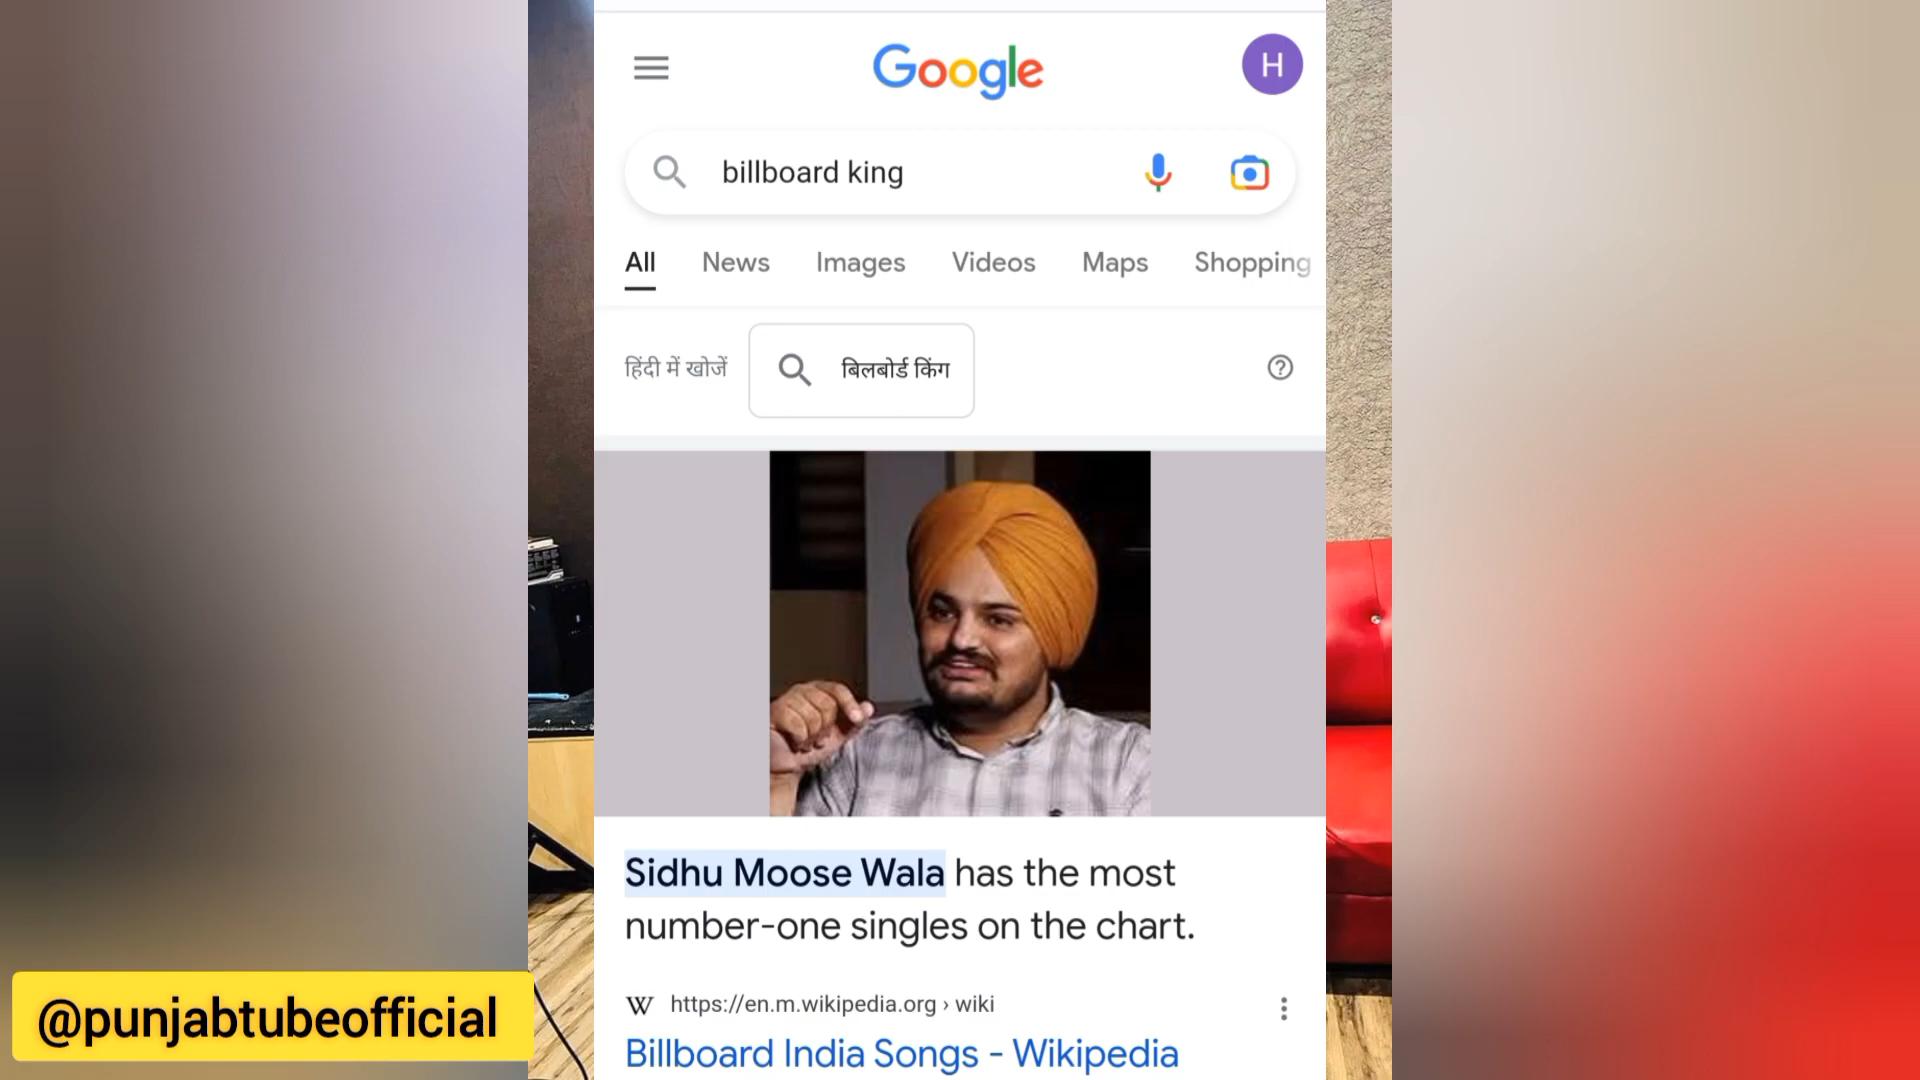 Google
H
billboard king
All News Images Videos Maps Shopping
हिंदी में खोजें
बिलबोर्ड किंग
Sidhu Moose Wala has the most
number-one singles on the chart.
W https://en.m.wikipedia.org › wiki
Billboard India Songs - Wikipedia
@punjabtubeofficial